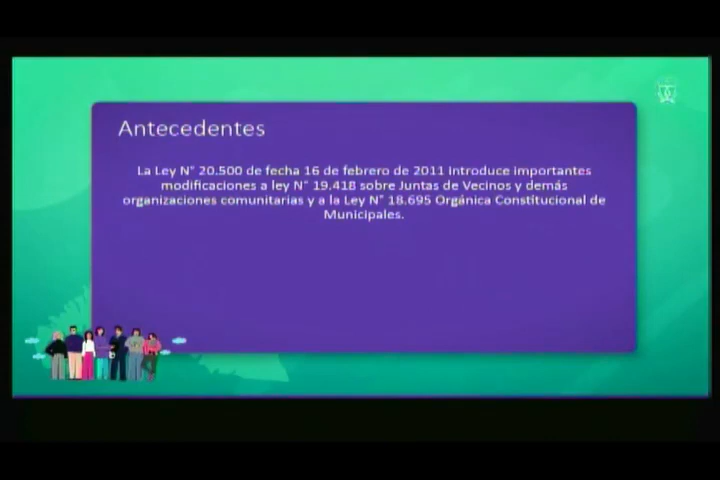 Antecedentes
La Ley N° 20.500 de fecha 16 de febrero de 2011 introduce importantes
modificaciones a ley N° 19.418 sobre Juntas de Vecinos y demás
organizaciones comunitarias y a la Ley N° 18.695 Orgánica Constitucional de
Municipales.